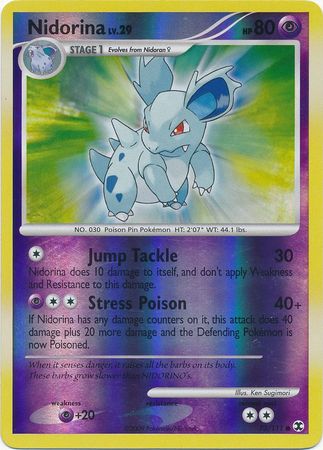 Nidorina LV.29 HP 80
STAGE 1 Evolves from Nidoran♀
NO. 030 Poison Pin Pokémon HT: 2'07" WT: 44.1 lbs.
Jump Tackle 30
Nidorina does 10 damage to itself, and don't apply Weakness
and Resistance to this damage.
Stress Poison 40+
If Nidorina has any damage counters on it, this attack does 40
damage plus 20 more damage and the Defending Pokémon is
now Poisoned.
When it senses danger, it raises all the barbs on its body.
These barbs grow slower than NIDORINO's.
Illus. Ken Sugimori
weakness resistance retreat cost
+20
©2009 Pokémon/Nintendo
/111